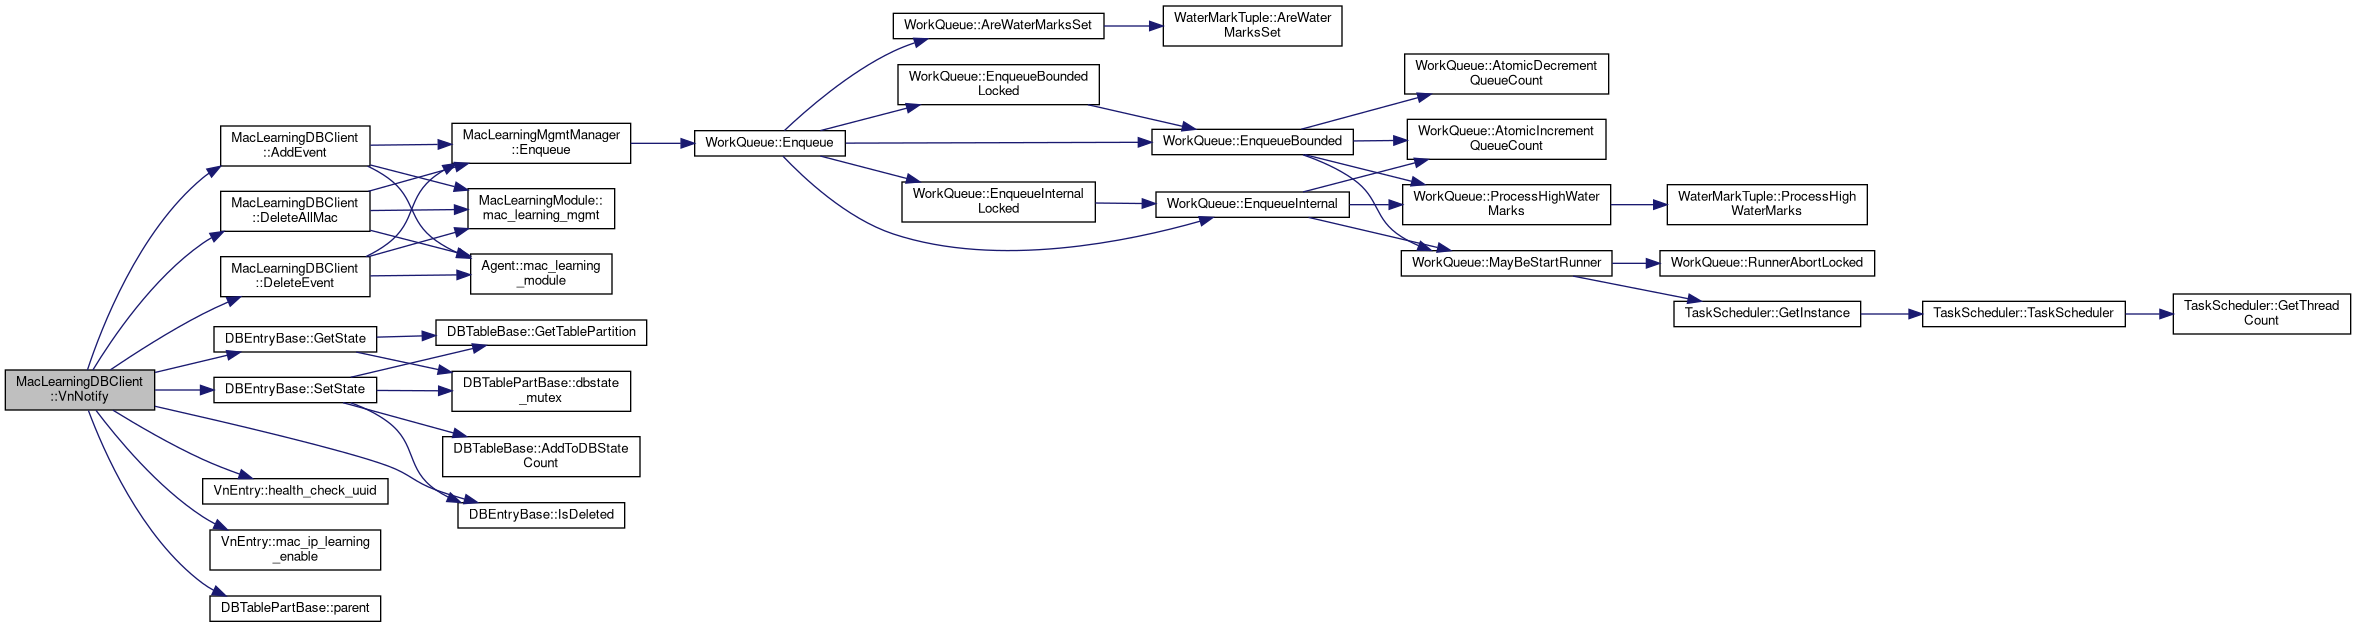 MacLearningDBClient
::VnNotify
MacLearningDBClient
::AddEvent
MacLearningDBClient
::DeleteAllMac
MacLearningDBClient
::DeleteEvent
DBEntryBase::GetState
DBEntryBase::SetState
VnEntry::health_check_uuid
VnEntry::mac_ip_learning
_enable
DBTablePartBase::parent
MacLearningMgmtManager
::Enqueue
MacLearningModule::
mac_learning_mgmt
Agent::mac_learning
_module
DBTableBase::GetTablePartition
DBTablePartBase::dbstate
_mutex
DBTableBase::AddToDBState
Count
DBEntryBase::IsDeleted
WorkQueue::Enqueue
WorkQueue::AreWaterMarksSet
WorkQueue::EnqueueBounded
Locked
WorkQueue::EnqueueInternal
Locked
WaterMarkTuple::AreWater
MarksSet
WorkQueue::EnqueueBounded
WorkQueue::EnqueueInternal
WorkQueue::AtomicDecrement
QueueCount
WorkQueue::AtomicIncrement
QueueCount
WorkQueue::ProcessHighWater
Marks
WorkQueue::MayBeStartRunner
WaterMarkTuple::ProcessHigh
WaterMarks
WorkQueue::RunnerAbortLocked
TaskScheduler::GetInstance
TaskScheduler::TaskScheduler
TaskScheduler::GetThread
Count